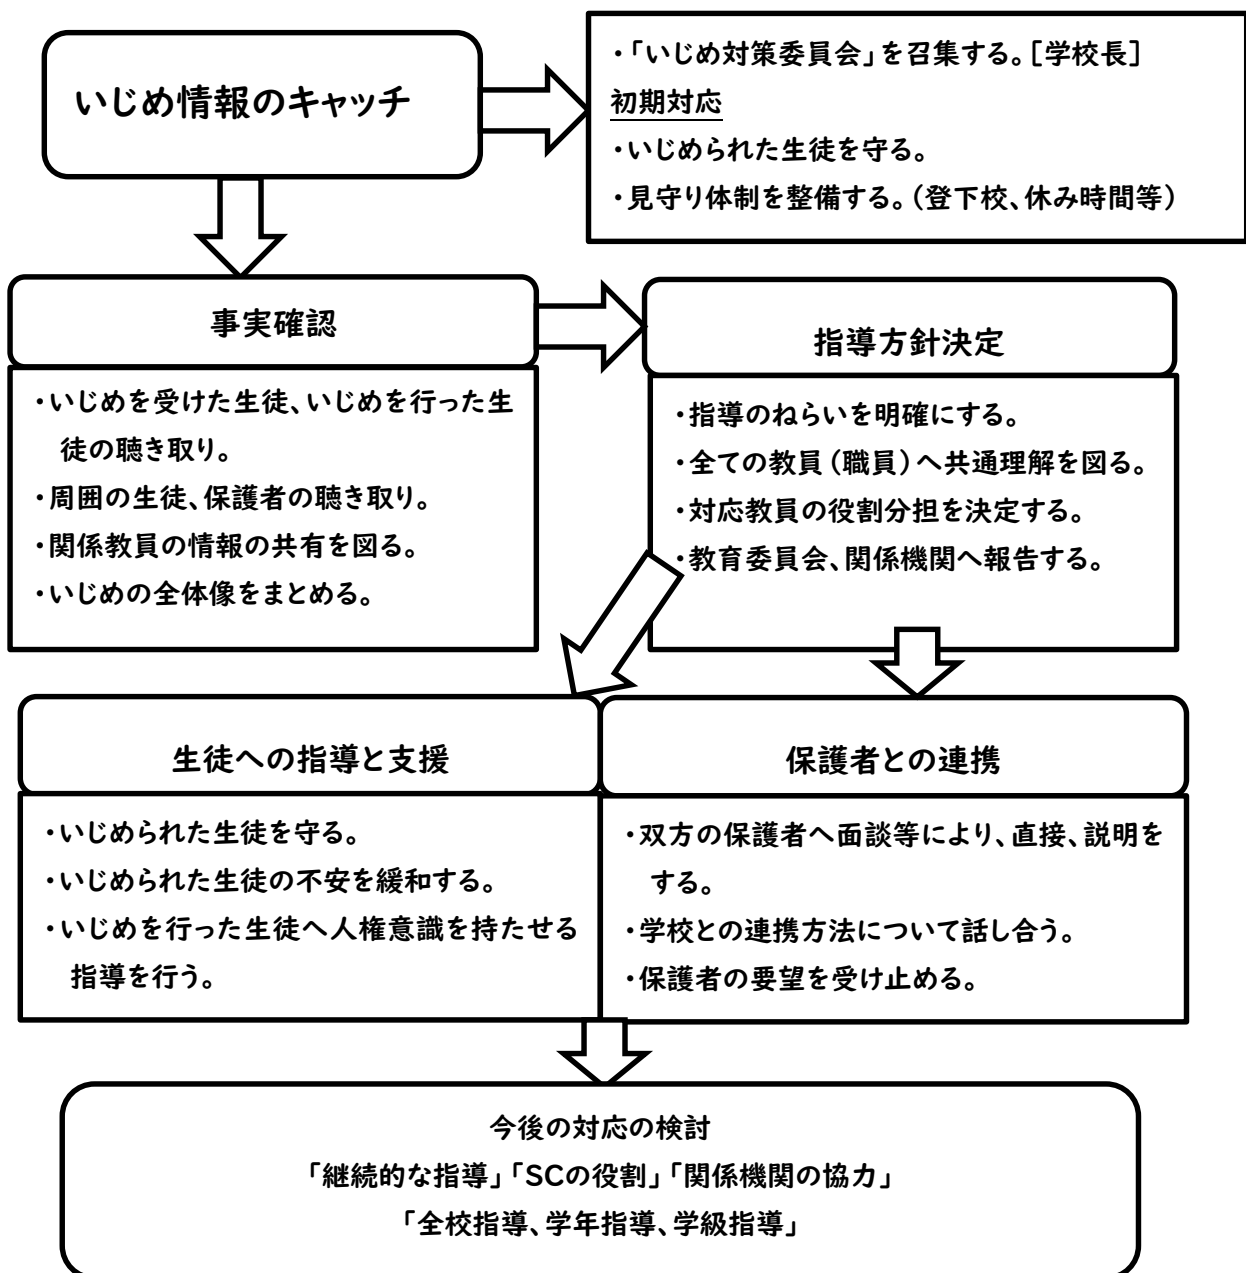 いじめ情報のキャッチ
・「いじめ対策委員会」を召集する。[学校長]
初期対応
・いじめられた生徒を守る。
・見守り体制を整備する。(登下校、休み時間等)
事実確認
・いじめを受けた生徒、いじめを行った生
徒の聴き取り。
・周囲の生徒、保護者の聴き取り。
・関係教員の情報の共有を図る。
・いじめの全体像をまとめる。
指導方針決定
・指導のねらいを明確にする。
・全ての教員(職員)へ共通理解を図る。
・対応教員の役割分担を決定する。
・教育委員会、関係機関へ報告する。
生徒への指導と支援
・いじめられた生徒を守る。
・いじめられた生徒の不安を緩和する。
・いじめを行った生徒へ人権意識を持たせる
指導を行う。
保護者との連携
・双方の保護者へ面談等により、直接、説明を
する。
・学校との連携方法について話し合う。
・保護者の要望を受け止める。
今後の対応の検討
「継続的な指導」「SCの役割」「関係機関の協力」
「全校指導、学年指導、学級指導」